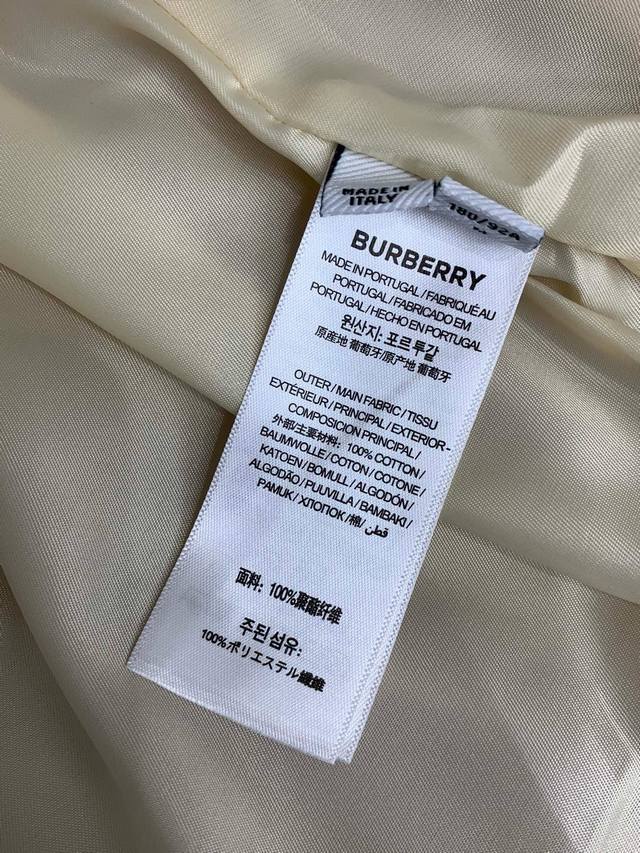 MADE IN
ITALY
180/92A
M
BURBERRY
MADE IN PORTUGAL / FABRIQUÉ AU
PORTUGAL / FABRICADO EM
PORTUGAL / HECHO EN PORTUGAL
원산지: 포르투갈
原産地 葡萄牙/原产地 葡萄牙
OUTER / MAIN FABRIC / TISSU
EXTÉRIEUR / PRINCIPAL / EXTERIOR-
COMPOSICION PRINCIPAL /
外部/主要材料: 100% COTTON /
BAUMWOLLE / COTON / COTONE /
KATOEN / BOMULL / ALGODÓN /
ALGODÃO / PUUVILLA / BAMBAKI /
PAMUK / ΧΠΟΠΟΚ / 棉/ قطن
面料: 100%聚酯纤维
주된 섬유:
100%ポリエステル繊維